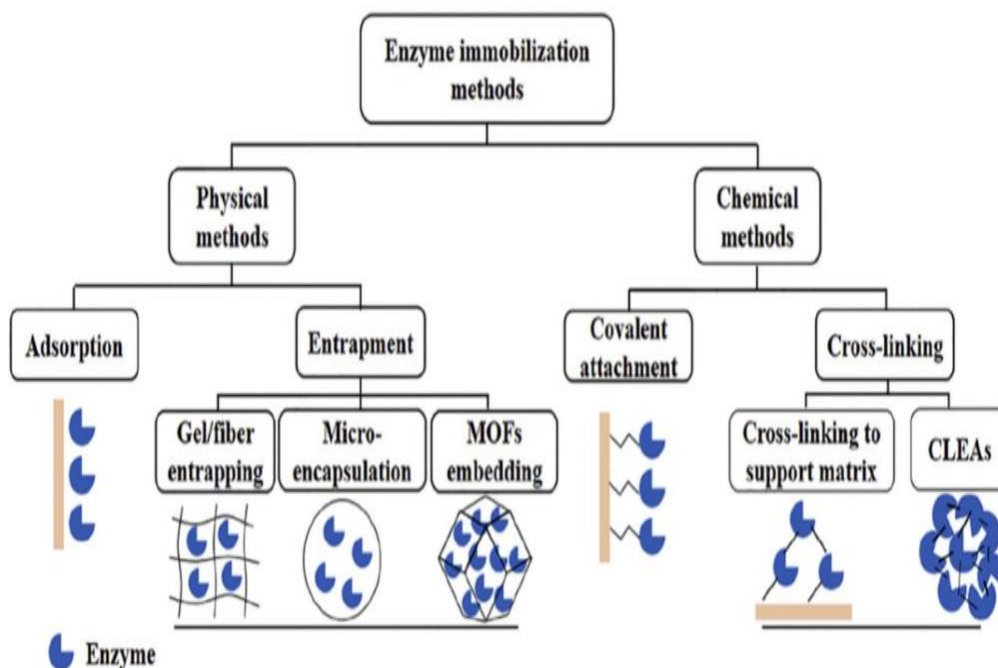 Enzyme immobilization
methods
Physical
methods
Chemical
methods
Adsorption
Entrapment
Covalent
attachment
Cross-linking
Gel/fiber
entrapping
Micro-
encapsulation
MOFs
embedding
Cross-linking to
support matrix
CLEAs
Enzyme